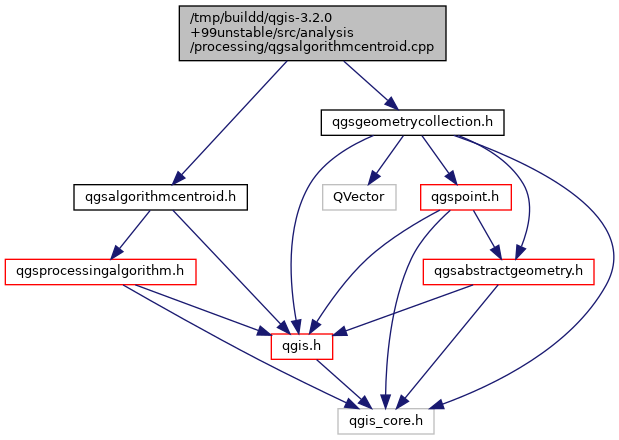 /tmp/buildd/qgis-3.2.0
+99unstable/src/analysis
/processing/qgsalgorithmcentroid.cpp
qgsgeometrycollection.h
qgsalgorithmcentroid.h
QVector
qgspoint.h
qgsprocessingalgorithm.h
qgsabstractgeometry.h
qgis.h
qgis_core.h